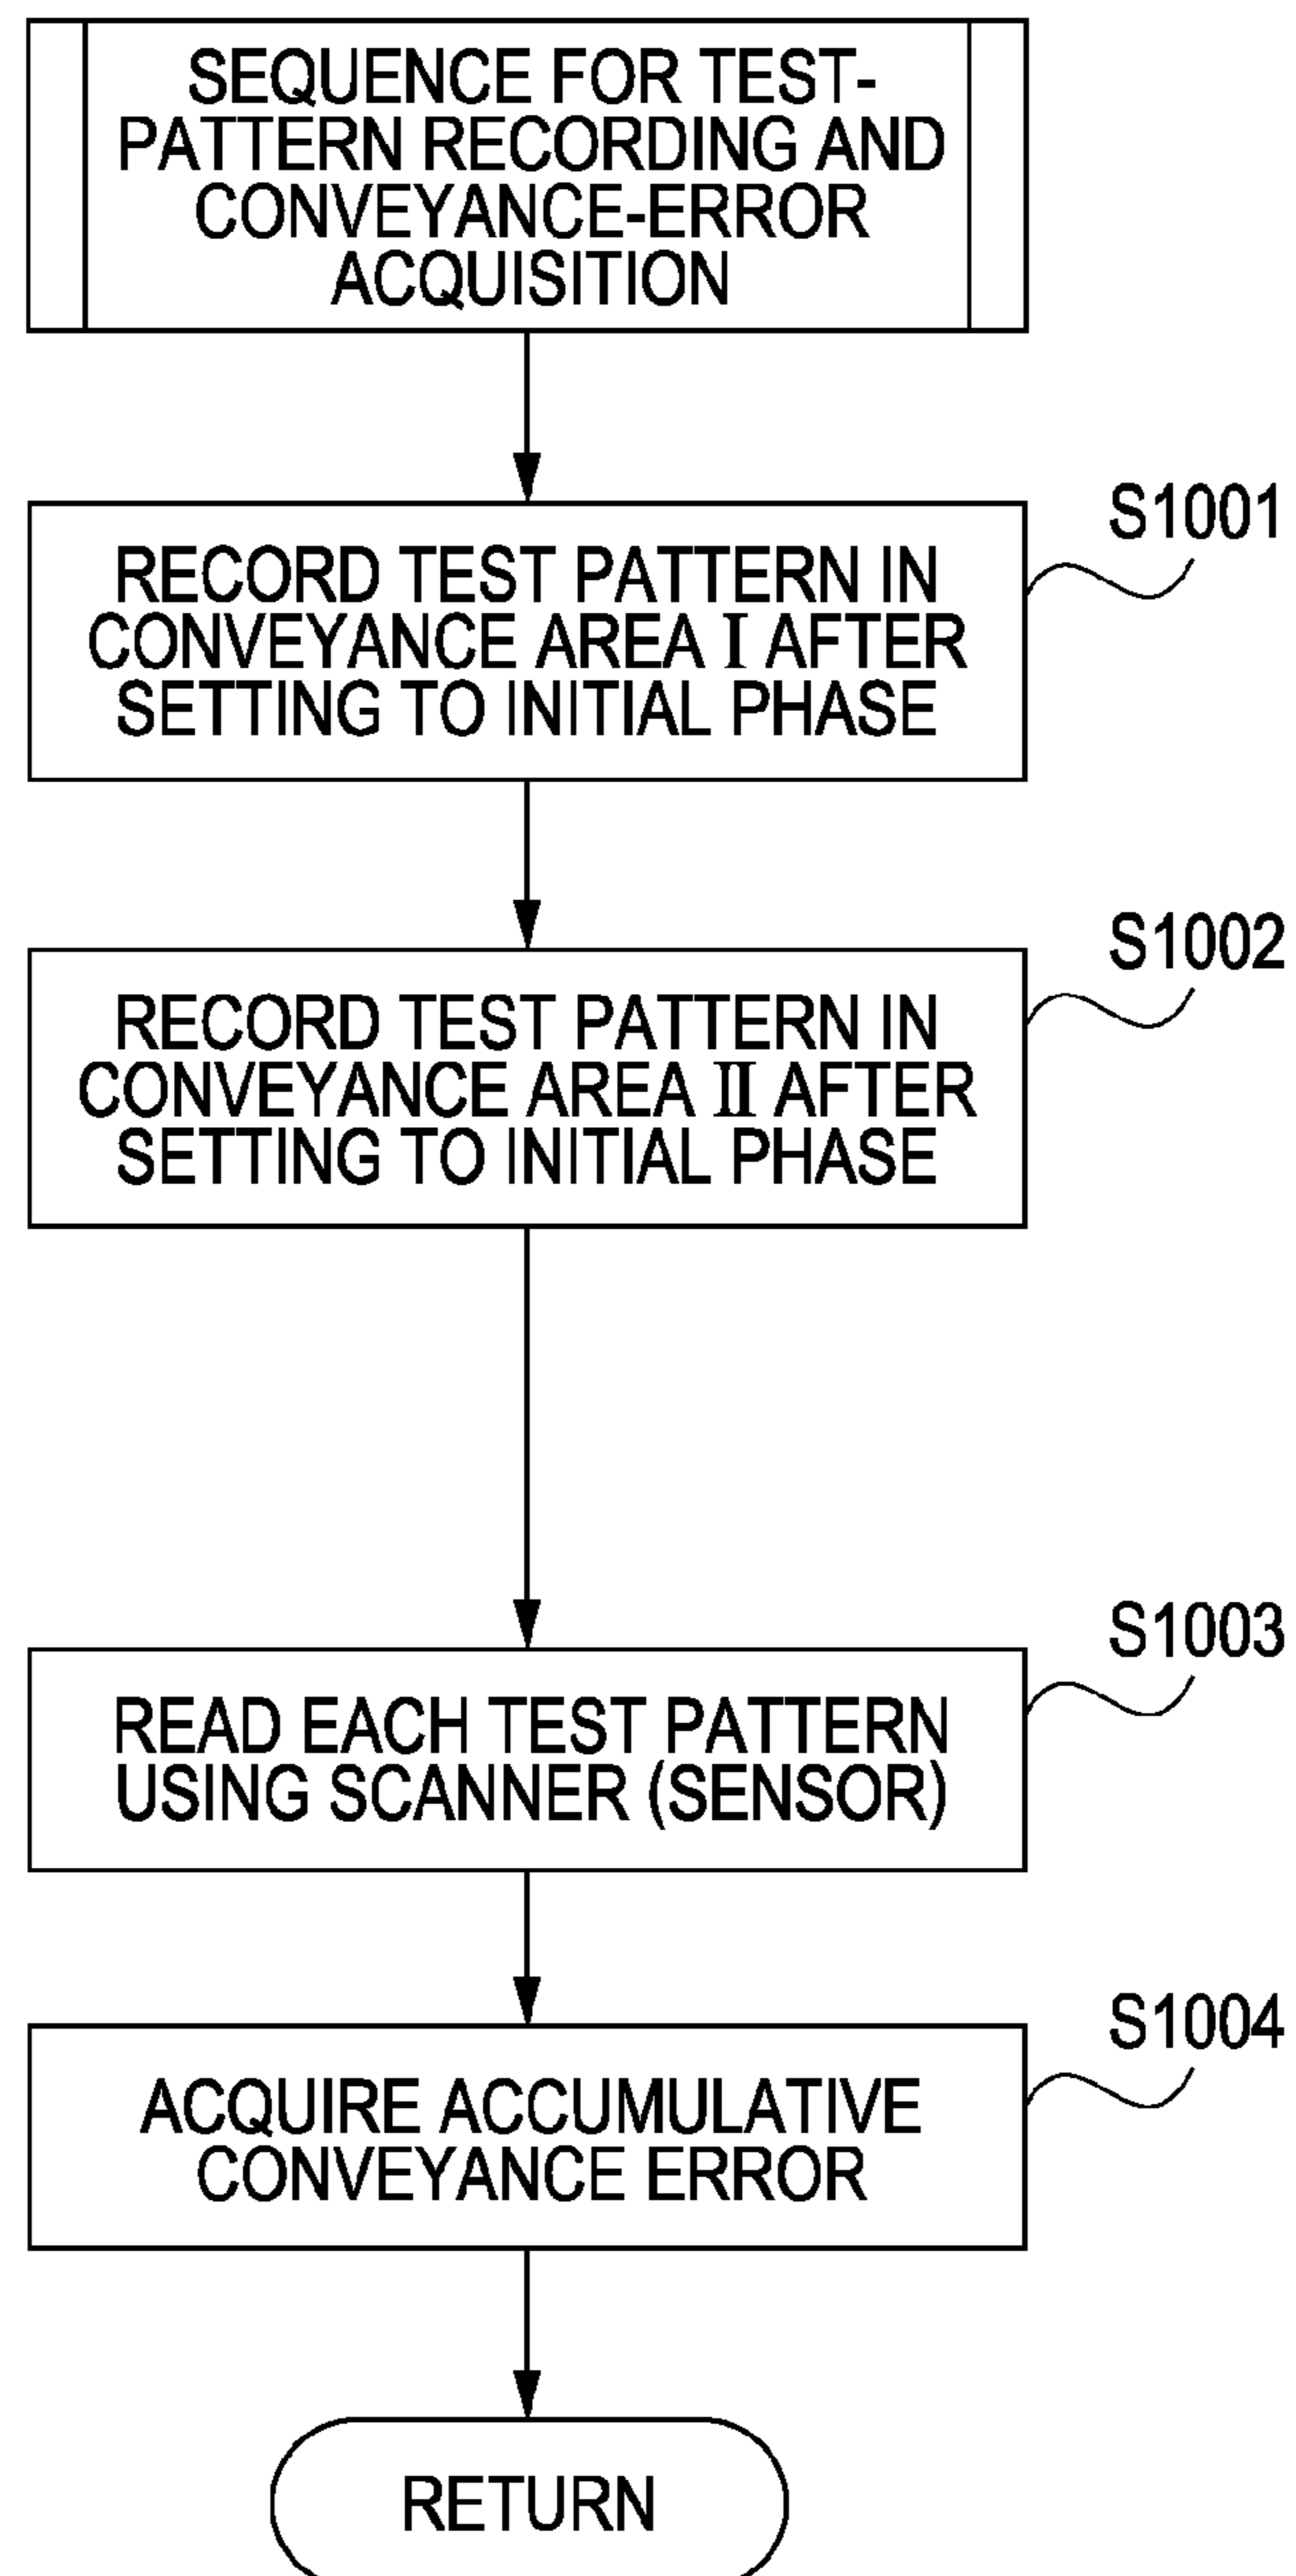 SEQUENCE FOR TEST-
PATTERN RECORDING AND
CONVEYANCE-ERROR
ACQUISITION
S1001
RECORD TEST PATTERN IN
CONVEYANCE AREA I AFTER
SETTING TO INITIAL PHASE
S1002
RECORD TEST PATTERN IN
CONVEYANCE AREA II AFTER
SETTING TO INITIAL PHASE
S1003
READ EACH TEST PATTERN
USING SCANNER (SENSOR)
S1004
ACQUIRE ACCUMULATIVE
CONVEYANCE ERROR
RETURN